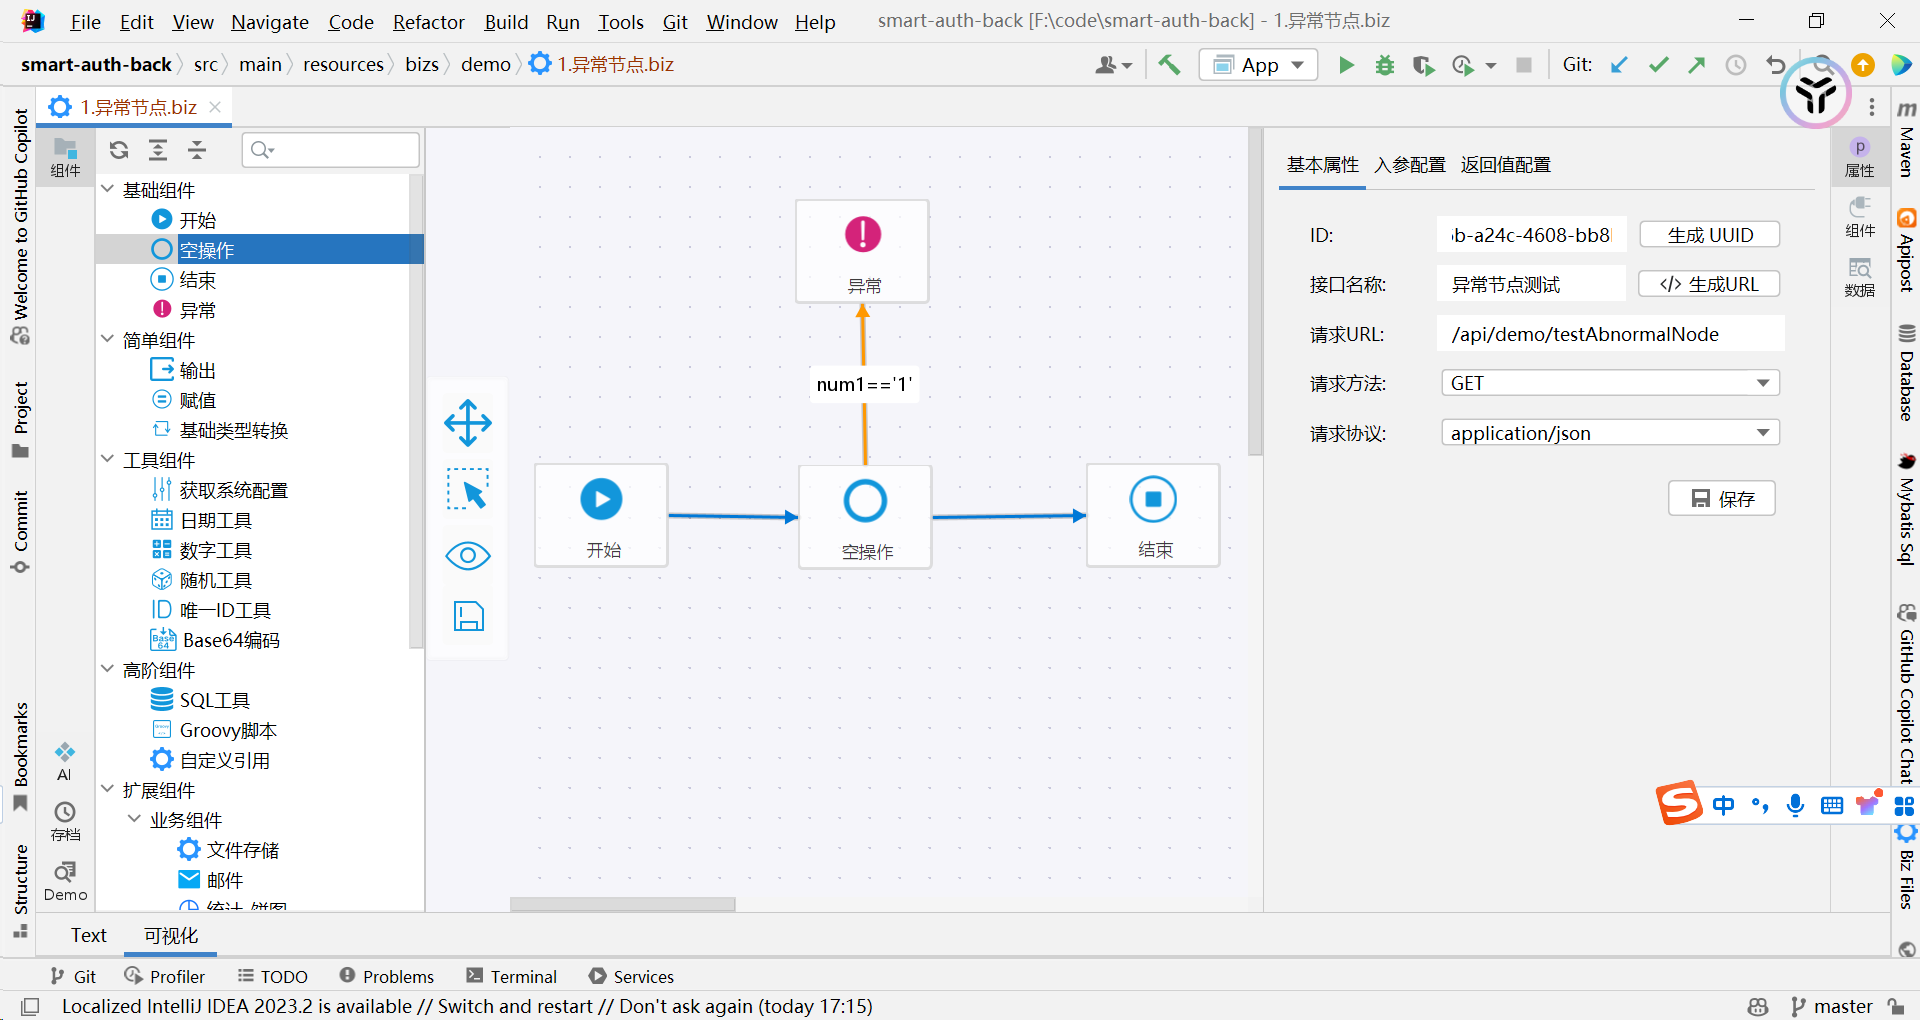 File Edit View Navigate Code Refactor Build Run Tools Git Window Help smart-auth-back [F:\code\smart-auth-back] - 1.异常节点.biz
smart-auth-back src main resources bizs demo 1.异常节点.biz App Git:
1.异常节点.biz
Welcome to GitHub Copilot
Project
Commit
Bookmarks
Structure
组件
AI
存档
Demo
基础组件
开始
空操作
结束
异常
简单组件
输出
赋值
基础类型转换
工具组件
获取系统配置
日期工具
数字工具
随机工具
唯一ID工具
Base64编码
高阶组件
SQL工具
Groovy脚本
自定义引用
扩展组件
业务组件
文件存储
邮件
统计-饼图
异常
num1=='1'
开始
空操作
结束
基本属性 入参配置 返回值配置
ID: ib-a24c-4608-bb8 生成 UUID
接口名称: 异常节点测试 </> 生成URL
请求URL: /api/demo/testAbnormalNode
请求方法: GET
请求协议: application/json
保存
p
属性
组件
数据
m
Maven
Apipost
Database
Mybatis Sql
GitHub Copilot Chat
Biz Files
中
Text 可视化
Git Profiler TODO Problems Terminal Services
Localized IntelliJ IDEA 2023.2 is available // Switch and restart // Don't ask again (today 17:15) master